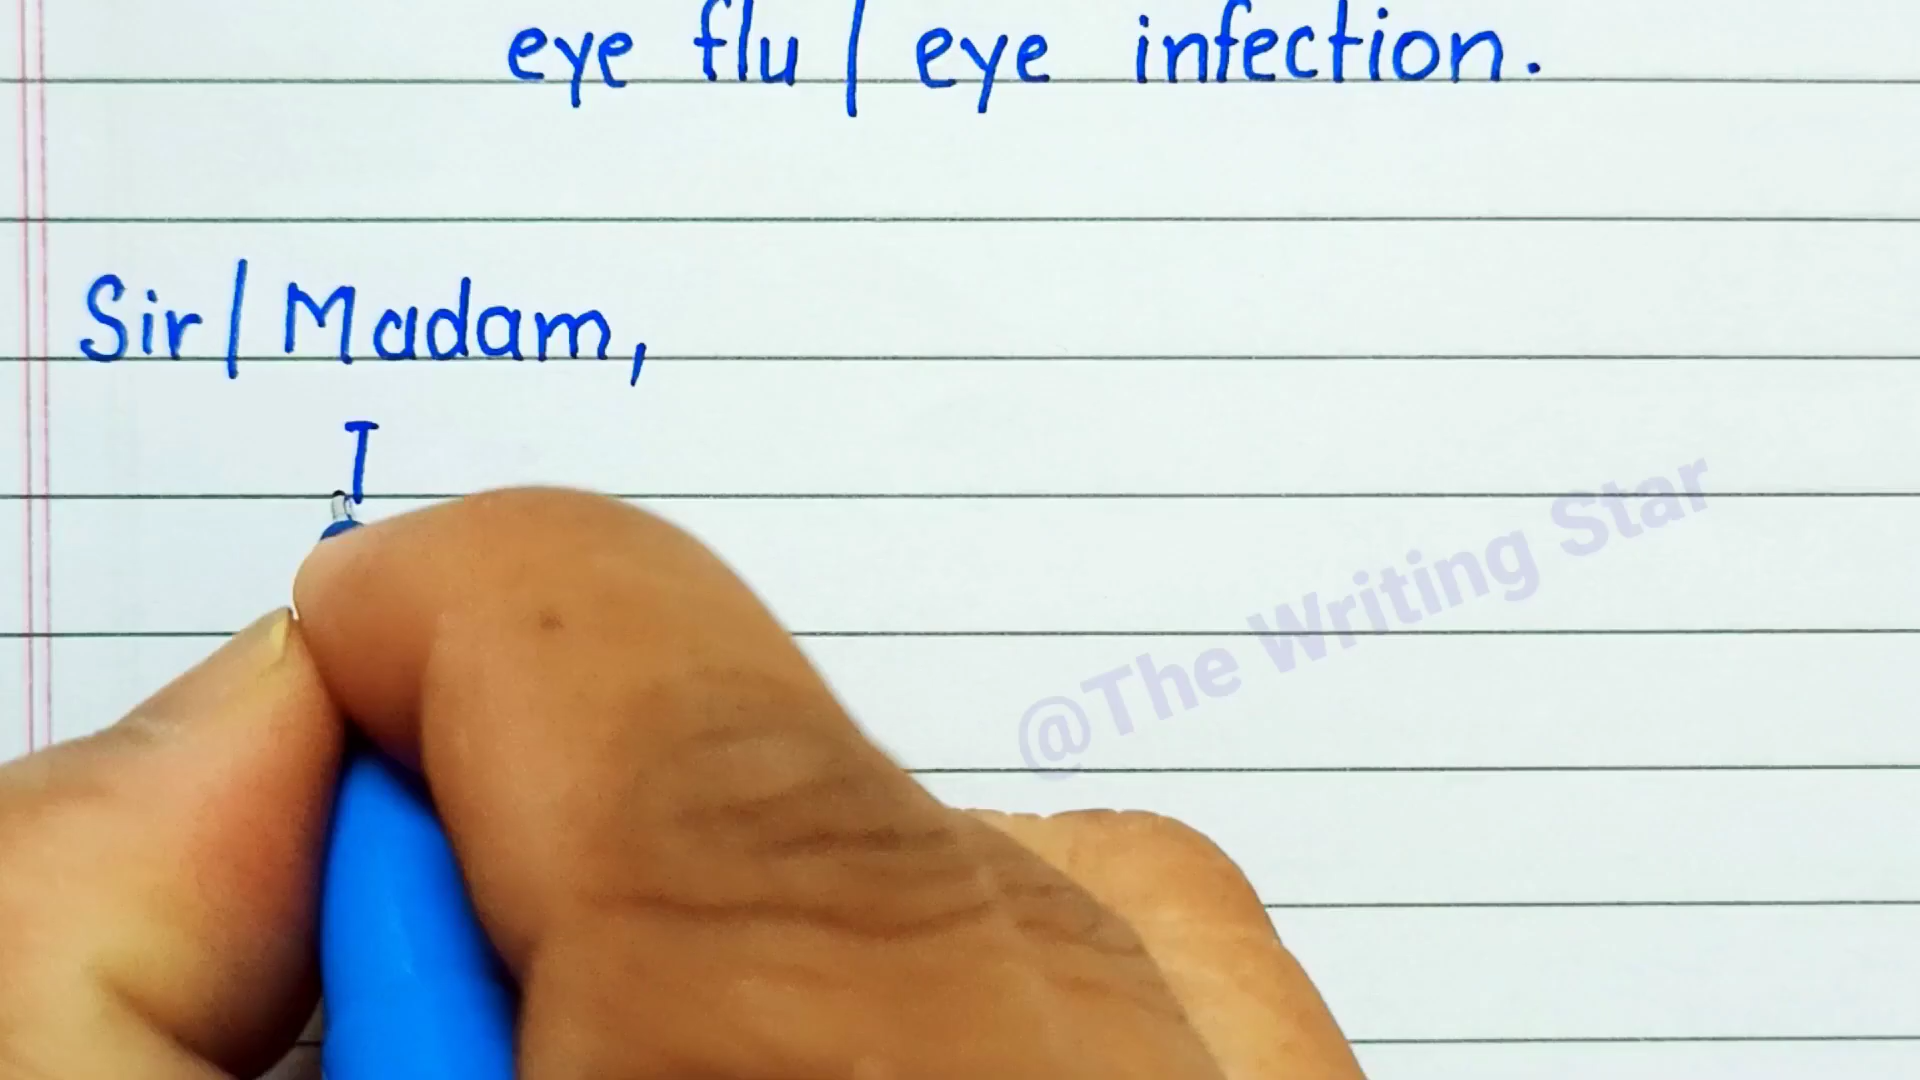 eye flu / eye infection.
Sir / Madam,
I
@The Writing Star